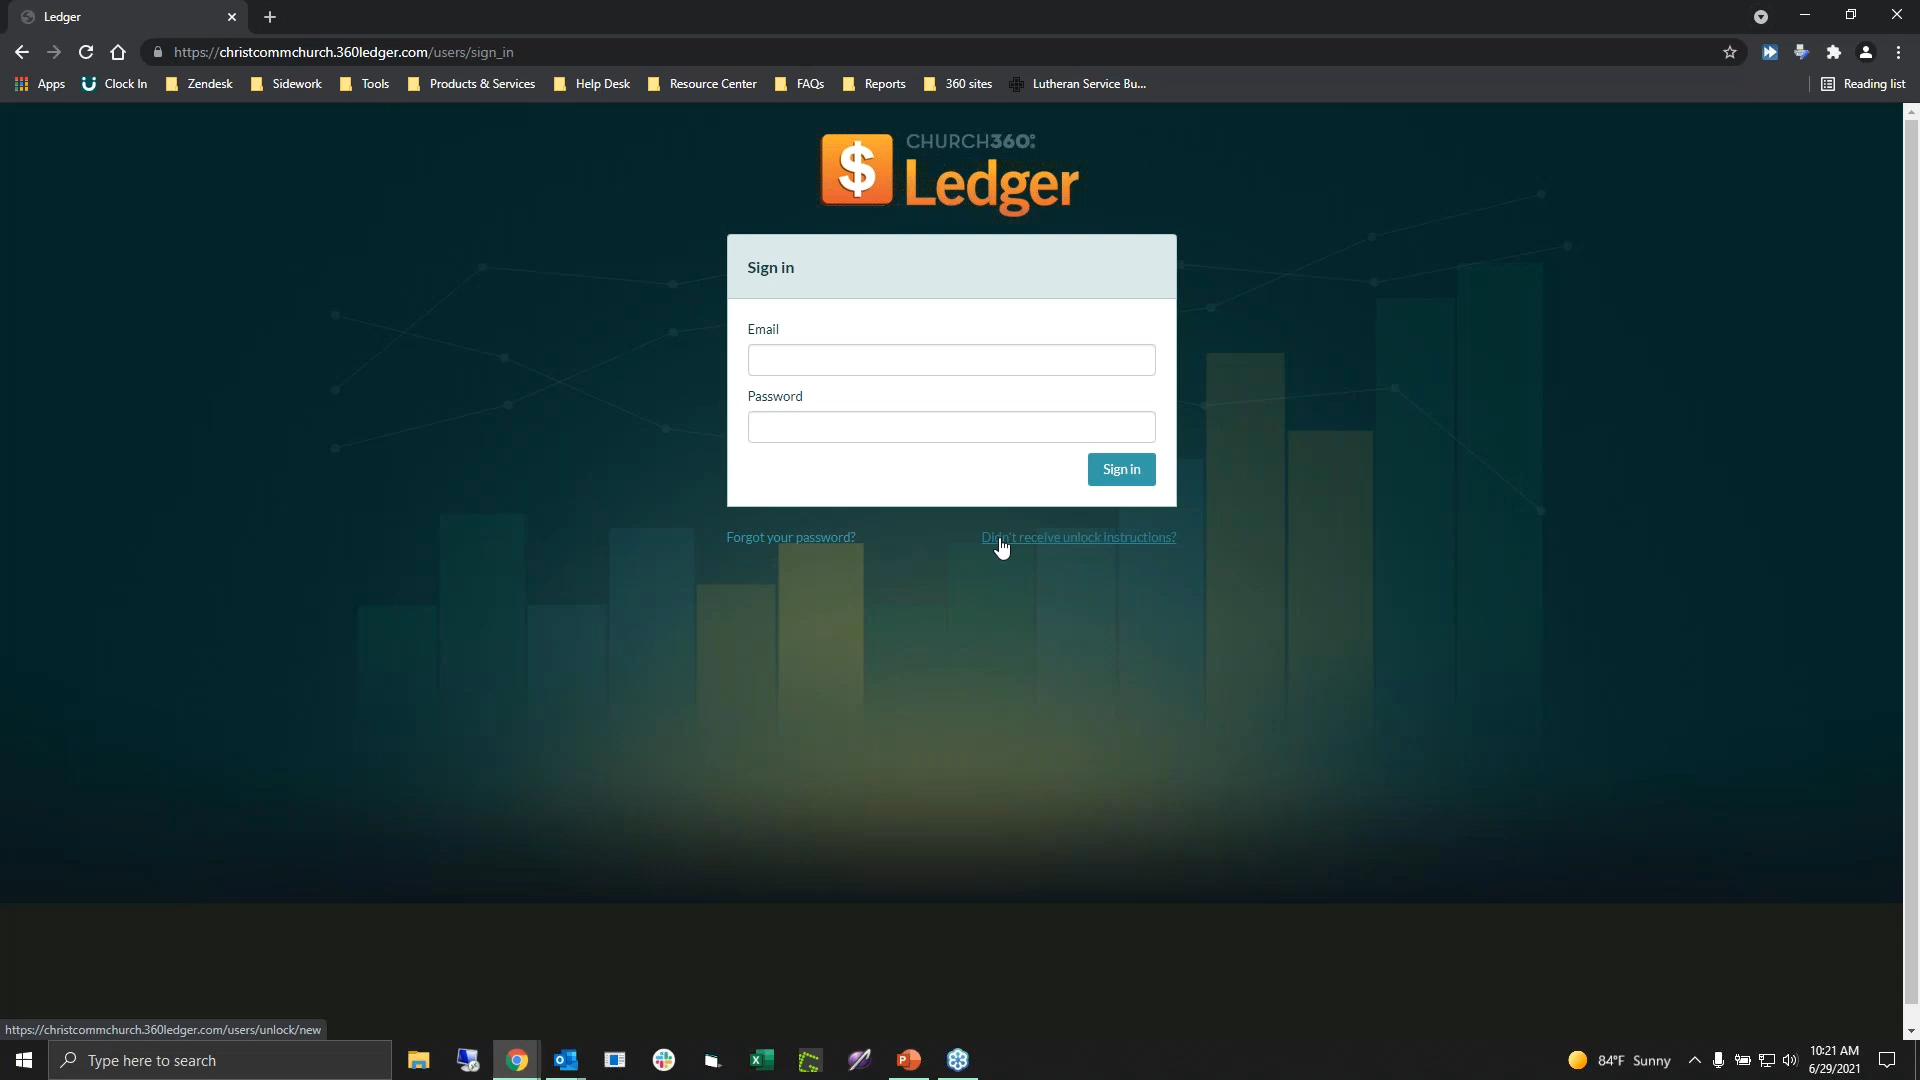 Ledger
https://christcommchurch.360ledger.com/users/sign_in
Apps Clock In Zendesk Sidework Tools Products & Services Help Desk Resource Center FAQs Reports 360 sites Lutheran Service Bu... Reading list
$ CHURCH360:
Ledger
Sign in
Email
Password
Sign in
Forgot your password? Didn't receive unlock instructions?
https://christcommchurch.360ledger.com/users/unlock/new
Type here to search
84°F Sunny
10:21 AM
6/29/2021